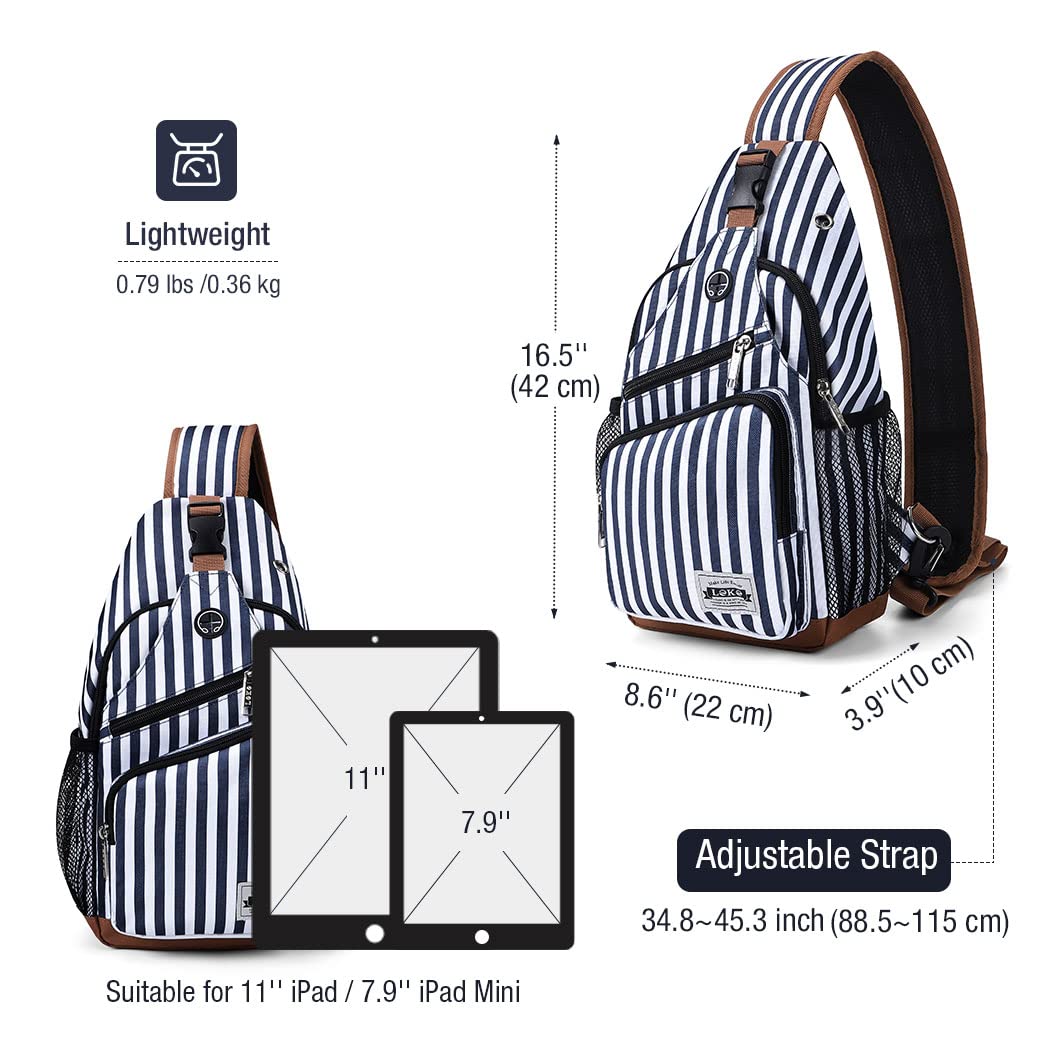 Lightweight
0.79 lbs /0.36 kg
16.5''
(42 cm)
8.6'' (22 cm)
3.9'' (10 cm)
LOKO
11''
7.9''
Adjustable Strap
34.8~45.3 inch (88.5~115 cm)
Suitable for 11'' iPad / 7.9'' iPad Mini